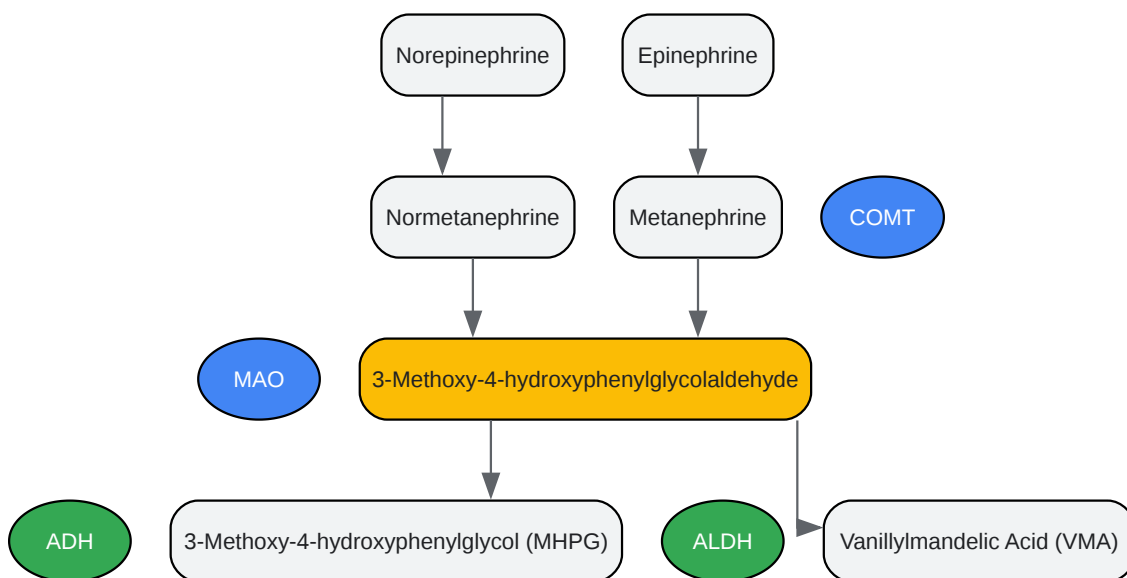 Norepinephrine
Epinephrine
Normetanephrine
Metanephrine
COMT
MAO
3-Methoxy-4-hydroxyphenylglycolaldehyde
ADH
3-Methoxy-4-hydroxyphenylglycol (MHPG)
ALDH
Vanillylmandelic Acid (VMA)